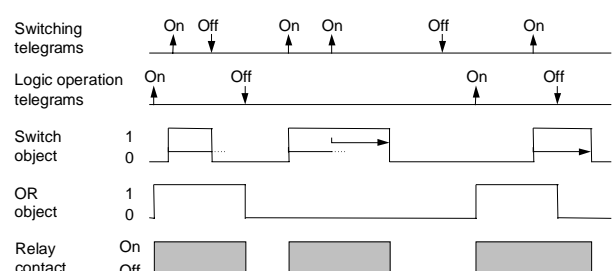 Switching telegrams On Off On On Off On
Logic operation telegrams On Off On Off
Switch object 1 0
OR object 1 0
Relay contact On Off